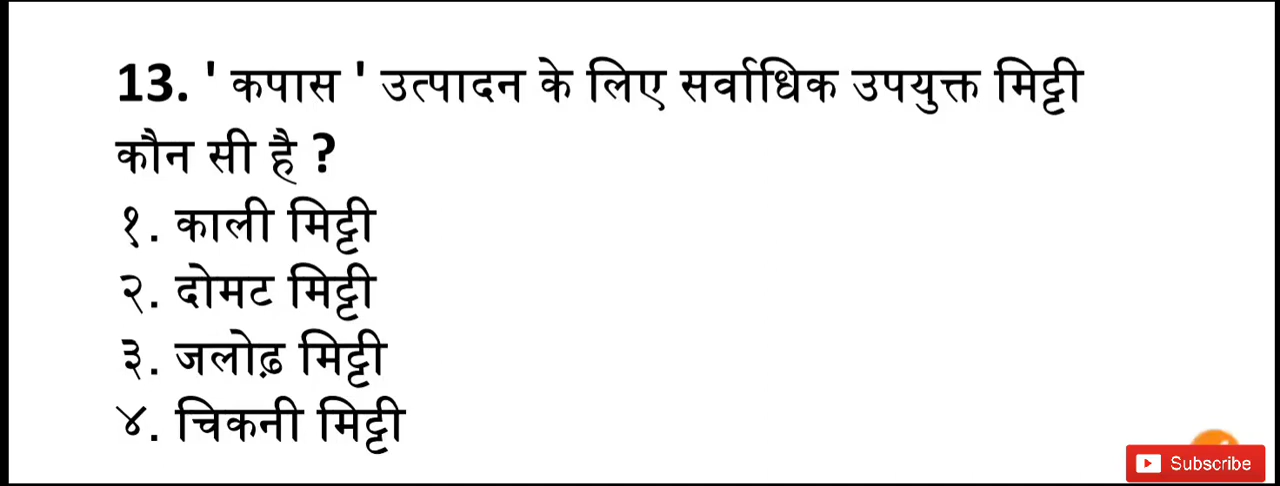 13. ' कपास ' उत्पादन के लिए सर्वाधिक उपयुक्त मिट्टी
कौन सी है ?
१. काली मिट्टी
२. दोमट मिट्टी
३. जलोढ़ मिट्टी
४. चिकनी मिट्टी
Subscribe